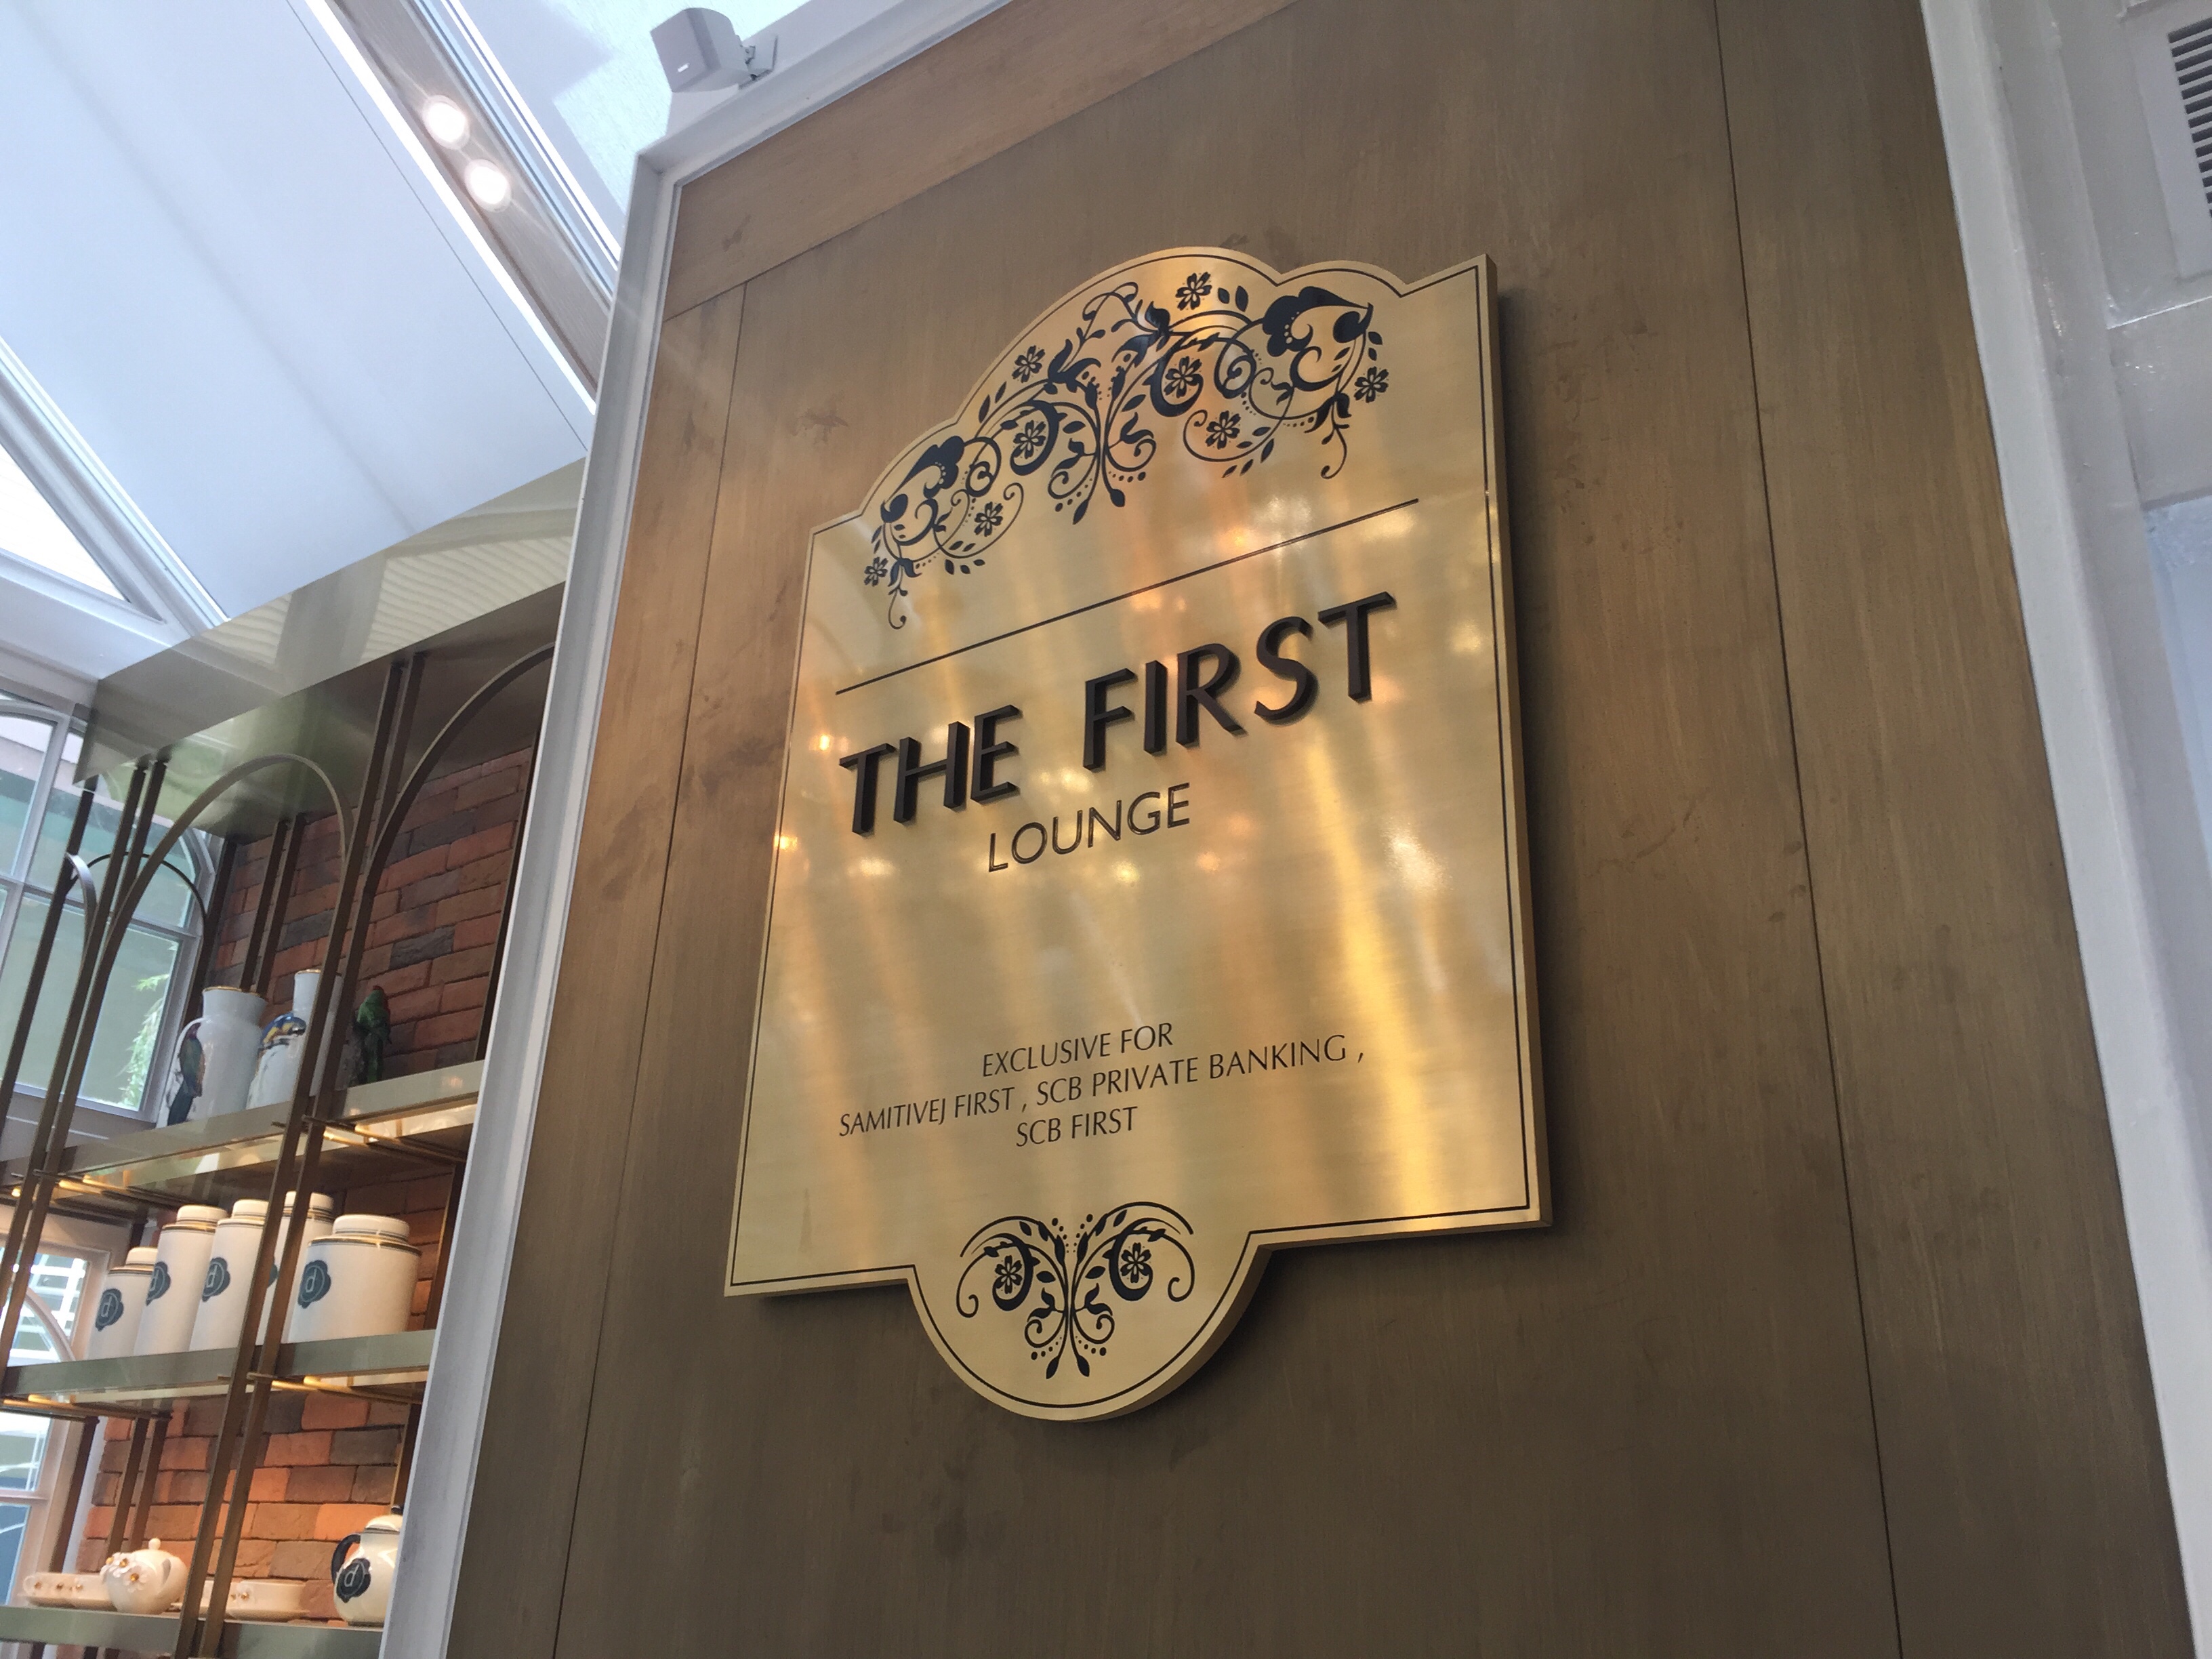 THE FIRST
LOUNGE
EXCLUSIVE FOR
SAMITIVEJ FIRST , SCB PRIVATE BANKING ,
SCB FIRST
d
d
d
d
d